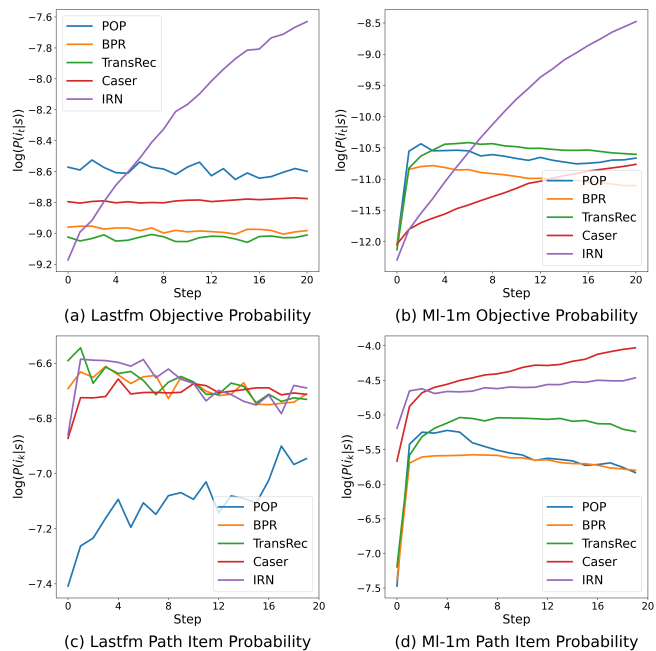 −7.6
−7.8
−8.0
−8.2
−8.4
−8.6
−8.8
−9.0
−9.2
log(P(i_t|s))
POP
BPR
TransRec
Caser
IRN
0 4 8 12 16 20
Step
(a) Lastfm Objective Probability
−8.5
−9.0
−9.5
−10.0
−10.5
−11.0
−11.5
−12.0
log(P(i_t|s))
POP
BPR
TransRec
Caser
IRN
0 4 8 12 16 20
Step
(b) Ml-1m Objective Probability
−6.6
−6.8
−7.0
−7.2
−7.4
log(P(i_k|s))
POP
BPR
TransRec
Caser
IRN
0 4 8 12 16 20
Step
(c) Lastfm Path Item Probability
−4.0
−4.5
−5.0
−5.5
−6.0
−6.5
−7.0
−7.5
log(P(i_k|s))
POP
BPR
TransRec
Caser
IRN
0 4 8 12 16 20
Step
(d) Ml-1m Path Item Probability